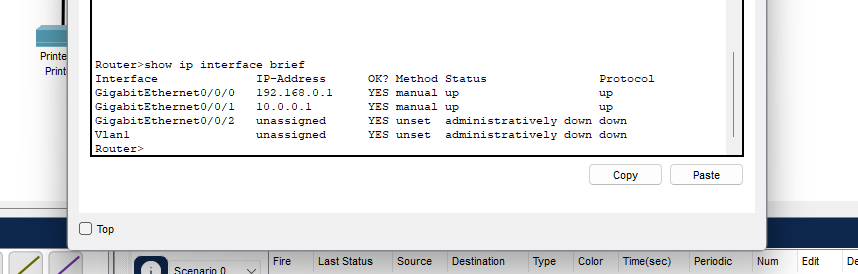 Printe
Print
Router>show ip interface brief
Interface IP-Address OK? Method Status Protocol
GigabitEthernet0/0/0 192.168.0.1 YES manual up up
GigabitEthernet0/0/1 10.0.0.1 YES manual up up
GigabitEthernet0/0/2 unassigned YES unset administratively down down
Vlan1 unassigned YES unset administratively down down
Router>
Copy Paste
Top
Scenario 0 Fire Last Status Source Destination Type Color Time(sec) Periodic Num Edit De